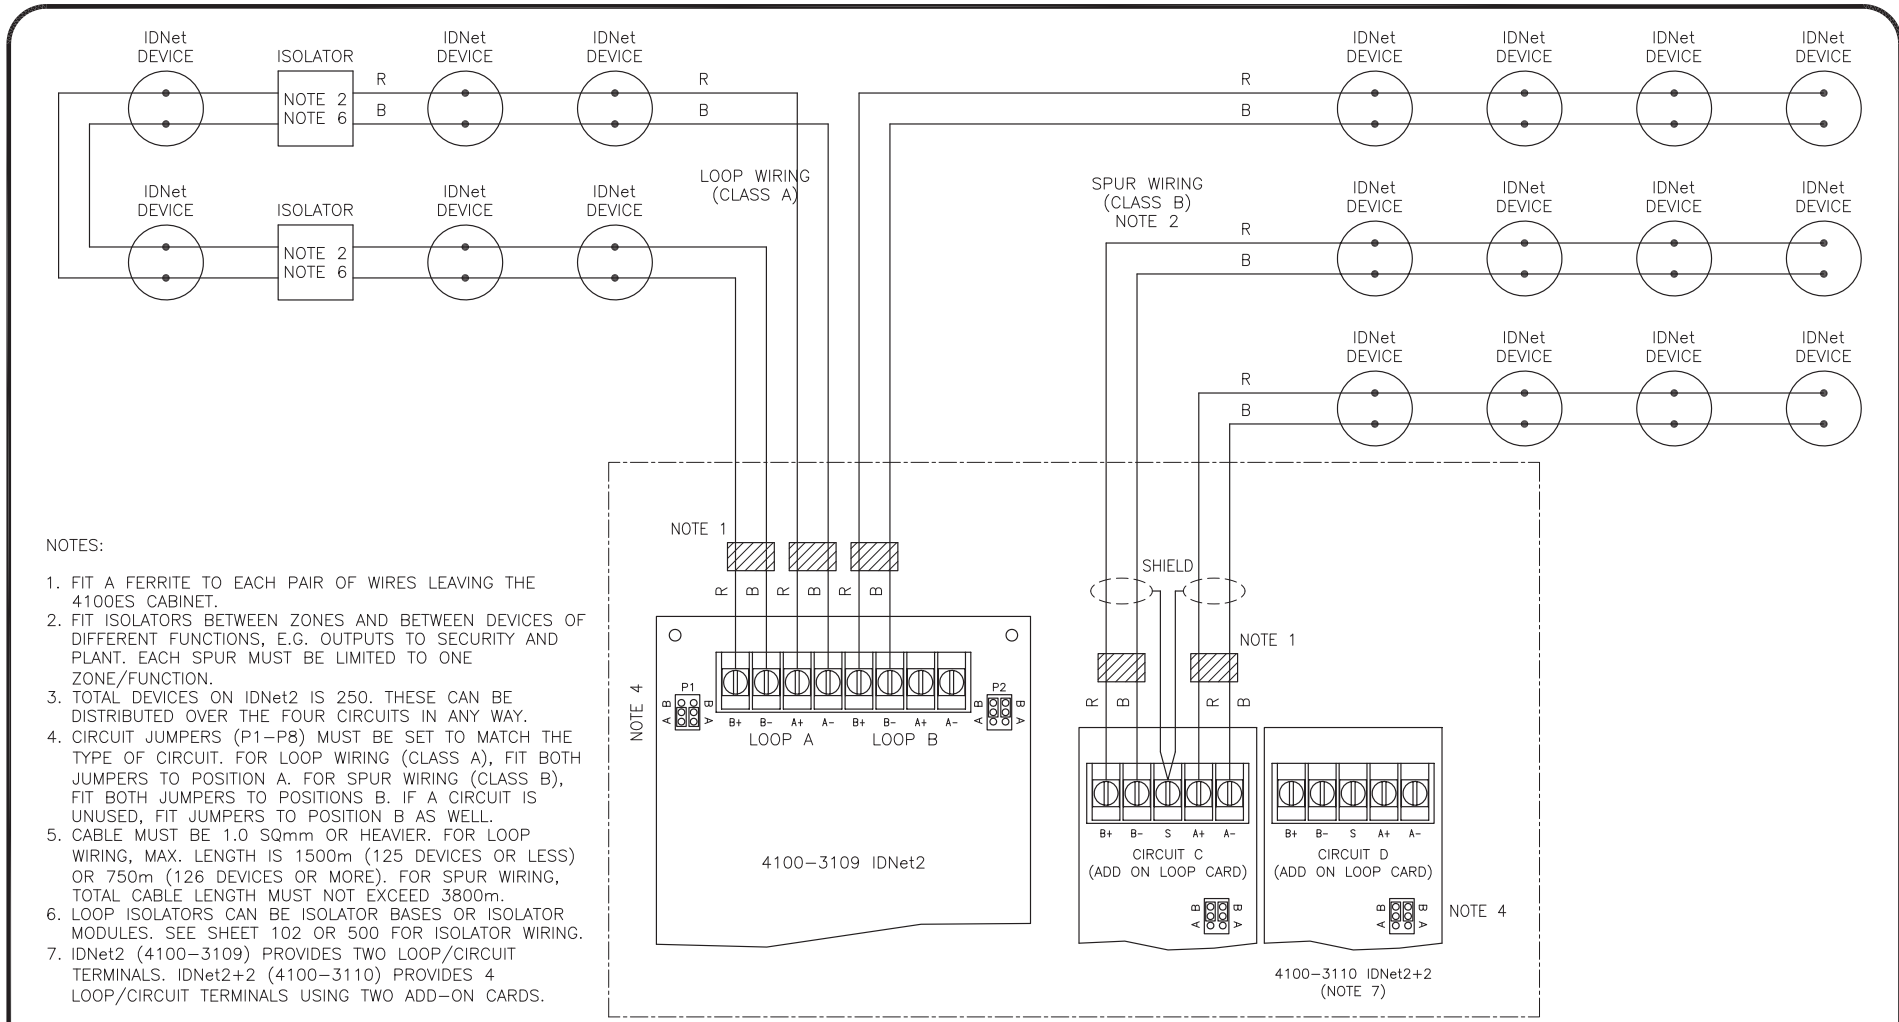 IDNet
DEVICE
ISOLATOR
IDNet
DEVICE
IDNet
DEVICE
IDNet
DEVICE
IDNet
DEVICE
IDNet
DEVICE
IDNet
DEVICE
NOTE 2
NOTE 6
R
B
R
B
R
B
LOOP WIRING
(CLASS A)
SPUR WIRING
(CLASS B)
NOTE 2
IDNet
DEVICE
ISOLATOR
IDNet
DEVICE
IDNet
DEVICE
IDNet
DEVICE
IDNet
DEVICE
IDNet
DEVICE
IDNet
DEVICE
NOTE 2
NOTE 6
R
B
IDNet
DEVICE
IDNet
DEVICE
IDNet
DEVICE
IDNet
DEVICE
R
B
NOTES:
1. FIT A FERRITE TO EACH PAIR OF WIRES LEAVING THE
4100ES CABINET.
2. FIT ISOLATORS BETWEEN ZONES AND BETWEEN DEVICES OF
DIFFERENT FUNCTIONS, E.G. OUTPUTS TO SECURITY AND
PLANT. EACH SPUR MUST BE LIMITED TO ONE
ZONE/FUNCTION.
3. TOTAL DEVICES ON IDNet2 IS 250. THESE CAN BE
DISTRIBUTED OVER THE FOUR CIRCUITS IN ANY WAY.
4. CIRCUIT JUMPERS (P1-P8) MUST BE SET TO MATCH THE
TYPE OF CIRCUIT. FOR LOOP WIRING (CLASS A), FIT BOTH
JUMPERS TO POSITION A. FOR SPUR WIRING (CLASS B),
FIT BOTH JUMPERS TO POSITIONS B. IF A CIRCUIT IS
UNUSED, FIT JUMPERS TO POSITION B AS WELL.
5. CABLE MUST BE 1.0 SQmm OR HEAVIER. FOR LOOP
WIRING, MAX. LENGTH IS 1500m (125 DEVICES OR LESS)
OR 750m (126 DEVICES OR MORE). FOR SPUR WIRING,
TOTAL CABLE LENGTH MUST NOT EXCEED 3800m.
6. LOOP ISOLATORS CAN BE ISOLATOR BASES OR ISOLATOR
MODULES. SEE SHEET 102 OR 500 FOR ISOLATOR WIRING.
7. IDNet2 (4100-3109) PROVIDES TWO LOOP/CIRCUIT
TERMINALS. IDNet2+2 (4100-3110) PROVIDES 4
LOOP/CIRCUIT TERMINALS USING TWO ADD-ON CARDS.
NOTE 1
R B R B R B
NOTE 4
P1
B B
A A
P2
B B
A A
B+ B- A+ A- B+ B- A+ A-
LOOP A LOOP B
4100-3109 IDNet2
SHIELD
NOTE 1
R B R B
B+ B- S A+ A-
CIRCUIT C
(ADD ON LOOP CARD)
B B
A A
B+ B- S A+ A-
CIRCUIT D
(ADD ON LOOP CARD)
B B
A A
NOTE 4
4100-3110 IDNet2+2
(NOTE 7)